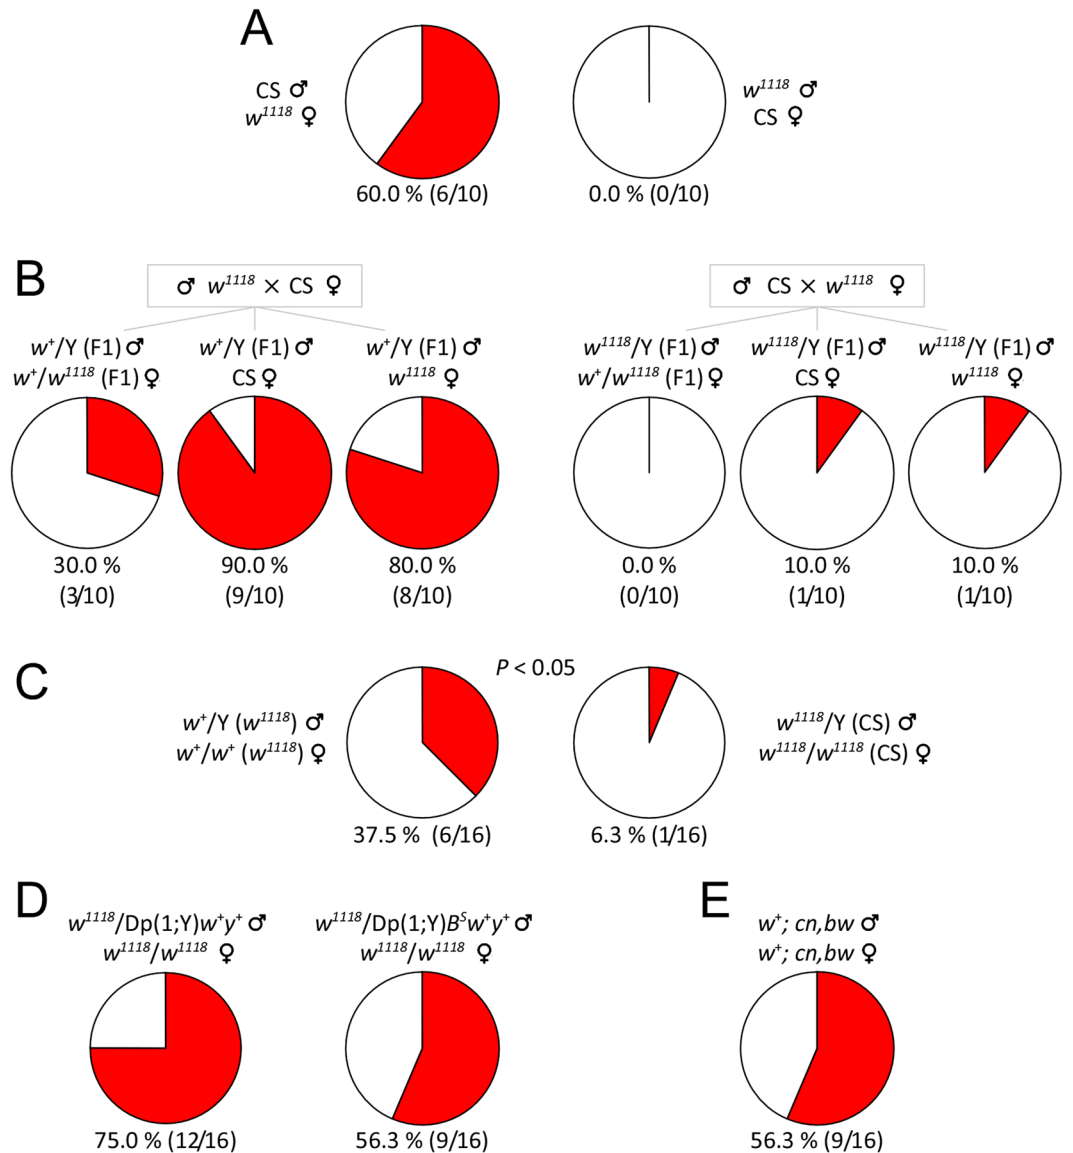 A
CS ♂
w¹¹¹⁸ ♀
60.0 % (6/10)
w¹¹¹⁸ ♂
CS ♀
0.0 % (0/10)
B
♂ w¹¹¹⁸ × CS ♀
w⁺/Y (F1) ♂
w⁺/w¹¹¹⁸ (F1) ♀
30.0 %
(3/10)
w⁺/Y (F1) ♂
CS ♀
90.0 %
(9/10)
w⁺/Y (F1) ♂
w¹¹¹⁸ ♀
80.0 %
(8/10)
♂ CS × w¹¹¹⁸ ♀
w¹¹¹⁸/Y (F1) ♂
w⁺/w¹¹¹⁸ (F1) ♀
0.0 %
(0/10)
w¹¹¹⁸/Y (F1) ♂
CS ♀
10.0 %
(1/10)
w¹¹¹⁸/Y (F1) ♂
w¹¹¹⁸ ♀
10.0 %
(1/10)
C
w⁺/Y (w¹¹¹⁸) ♂
w⁺/w⁺ (w¹¹¹⁸) ♀
37.5 % (6/16)
P < 0.05
w¹¹¹⁸/Y (CS) ♂
w¹¹¹⁸/w¹¹¹⁸ (CS) ♀
6.3 % (1/16)
D
w¹¹¹⁸/Dp(1;Y)w⁺y⁺ ♂
w¹¹¹⁸/w¹¹¹⁸ ♀
75.0 % (12/16)
w¹¹¹⁸/Dp(1;Y)Bˢw⁺y⁺ ♂
w¹¹¹⁸/w¹¹¹⁸ ♀
56.3 % (9/16)
E
w⁺; cn,bw ♂
w⁺; cn,bw ♀
56.3 % (9/16)